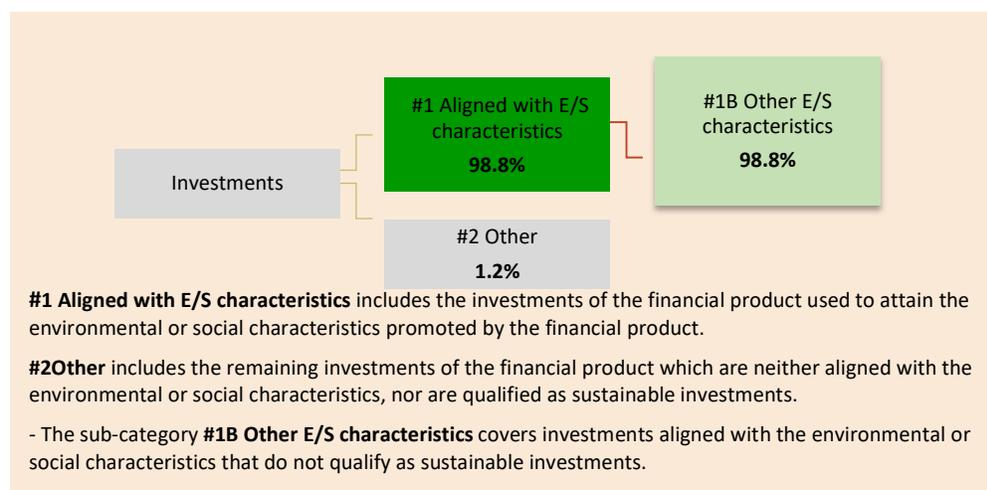 Investments
#1 Aligned with E/S
characteristics
98.8%
#1B Other E/S
characteristics
98.8%
#2 Other
1.2%
#1 Aligned with E/S characteristics includes the investments of the financial product used to attain the
environmental or social characteristics promoted by the financial product.
#2Other includes the remaining investments of the financial product which are neither aligned with the
environmental or social characteristics, nor are qualified as sustainable investments.
- The sub-category #1B Other E/S characteristics covers investments aligned with the environmental or
social characteristics that do not qualify as sustainable investments.